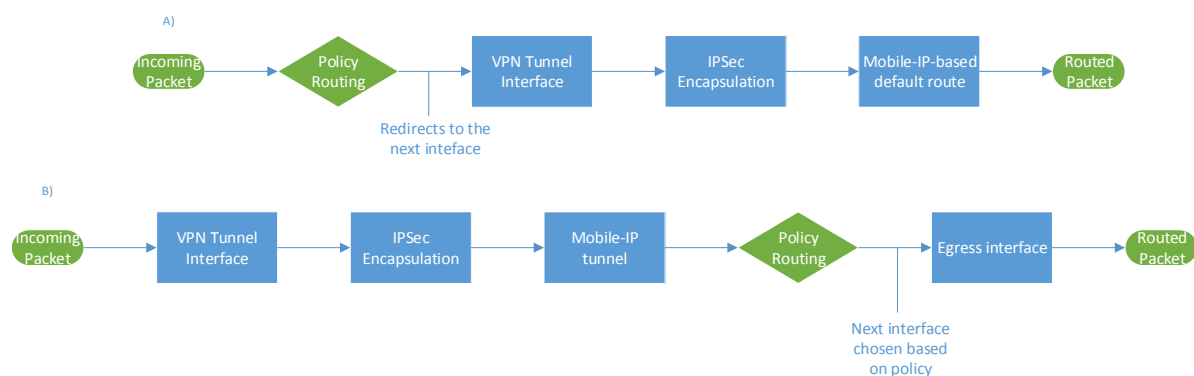 A)
Incoming
Packet
Policy
Routing
Redirects to the
next inteface
VPN Tunnel
Interface
IPSec
Encapsulation
Mobile-IP-based
default route
Routed
Packet
B)
Incoming
Packet
VPN Tunnel
Interface
IPSec
Encapsulation
Mobile-IP
tunnel
Policy
Routing
Next interface
chosen based
on policy
Egress interface
Routed
Packet